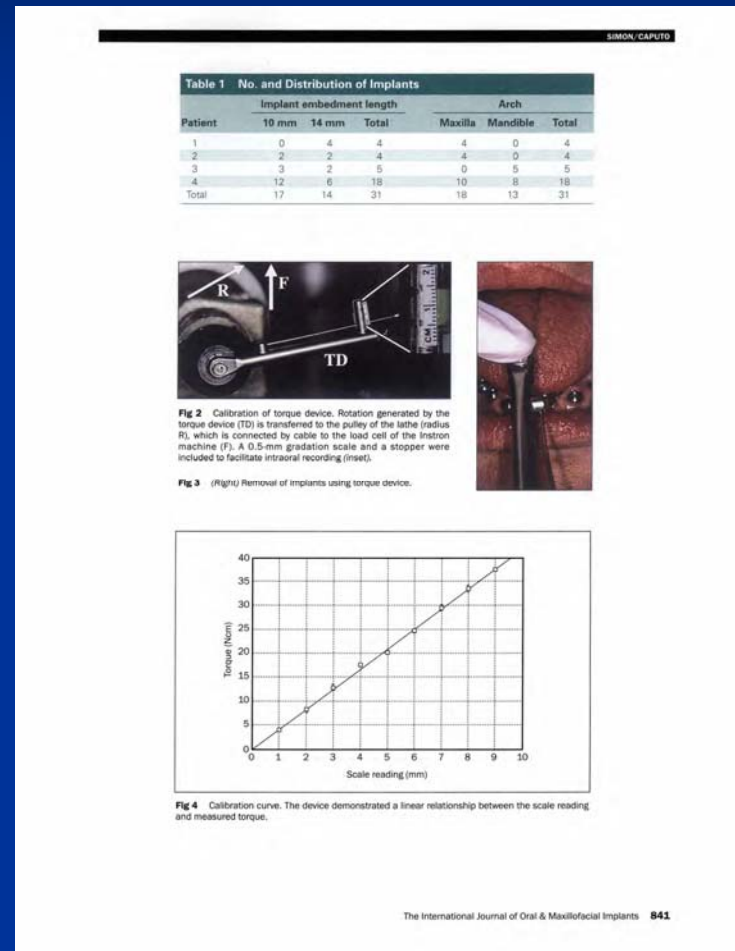 SIMON/CAPUTO
Table 1 No. and Distribution of Implants
Implant embedment length Arch
Patient 10 mm 14 mm Total Maxilla Mandible Total
1 0 4 4 4 0 4
2 2 2 4 4 0 4
3 3 2 5 0 5 5
4 12 6 18 10 8 18
Total 17 14 31 18 13 31
R
F
TD
CM
2
Fig 2 Calibration of torque device. Rotation generated by the
torque device (TD) is transferred to the pulley of the lathe (radius
R), which is connected by cable to the load cell of the Instron
machine (F). A 0.5-mm gradation scale and a stopper were
included to facilitate intraoral recording (inset).
Fig 3 (Right) Removal of implants using torque device.
40
35
30
25
20
15
10
5
0
Torque (Ncm)
0 1 2 3 4 5 6 7 8 9 10
Scale reading (mm)
Fig 4 Calibration curve. The device demonstrated a linear relationship between the scale reading
and measured torque.
The International Journal of Oral & Maxillofacial Implants 841